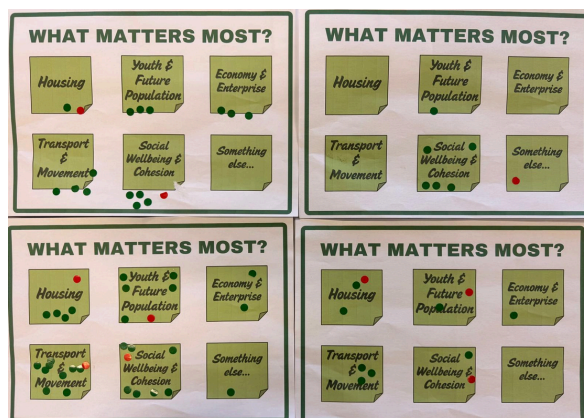 WHAT MATTERS MOST?
Housing
Youth &
Future
Population
Economy &
Enterprise
Transport
&
Movement
Social
Wellbeing &
Cohesion
Something
else...
WHAT MATTERS MOST?
Housing
Youth &
Future
Population
Economy &
Enterprise
Transport
&
Movement
Social
Wellbeing &
Cohesion
Something
else...
WHAT MATTERS MOST?
Housing
Youth &
Future
Population
Economy &
Enterprise
Transport
&
Movement
Social
Wellbeing &
Cohesion
Something
else...
WHAT MATTERS MOST?
Housing
Youth &
Future
Population
Economy &
Enterprise
Transport
&
Movement
Social
Wellbeing &
Cohesion
Something
else...